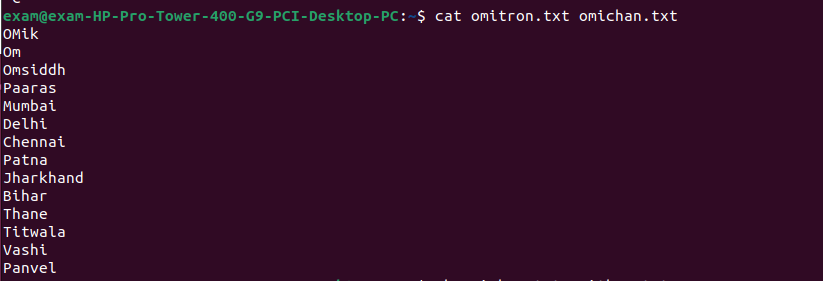 exam@exam-HP-Pro-Tower-400-G9-PCI-Desktop-PC:~$ cat omitron.txt omichan.txt
OMik
Om
Omsiddh
Paaras
Mumbai
Delhi
Chennai
Patna
Jharkhand
Bihar
Thane
Titwala
Vashi
Panvel